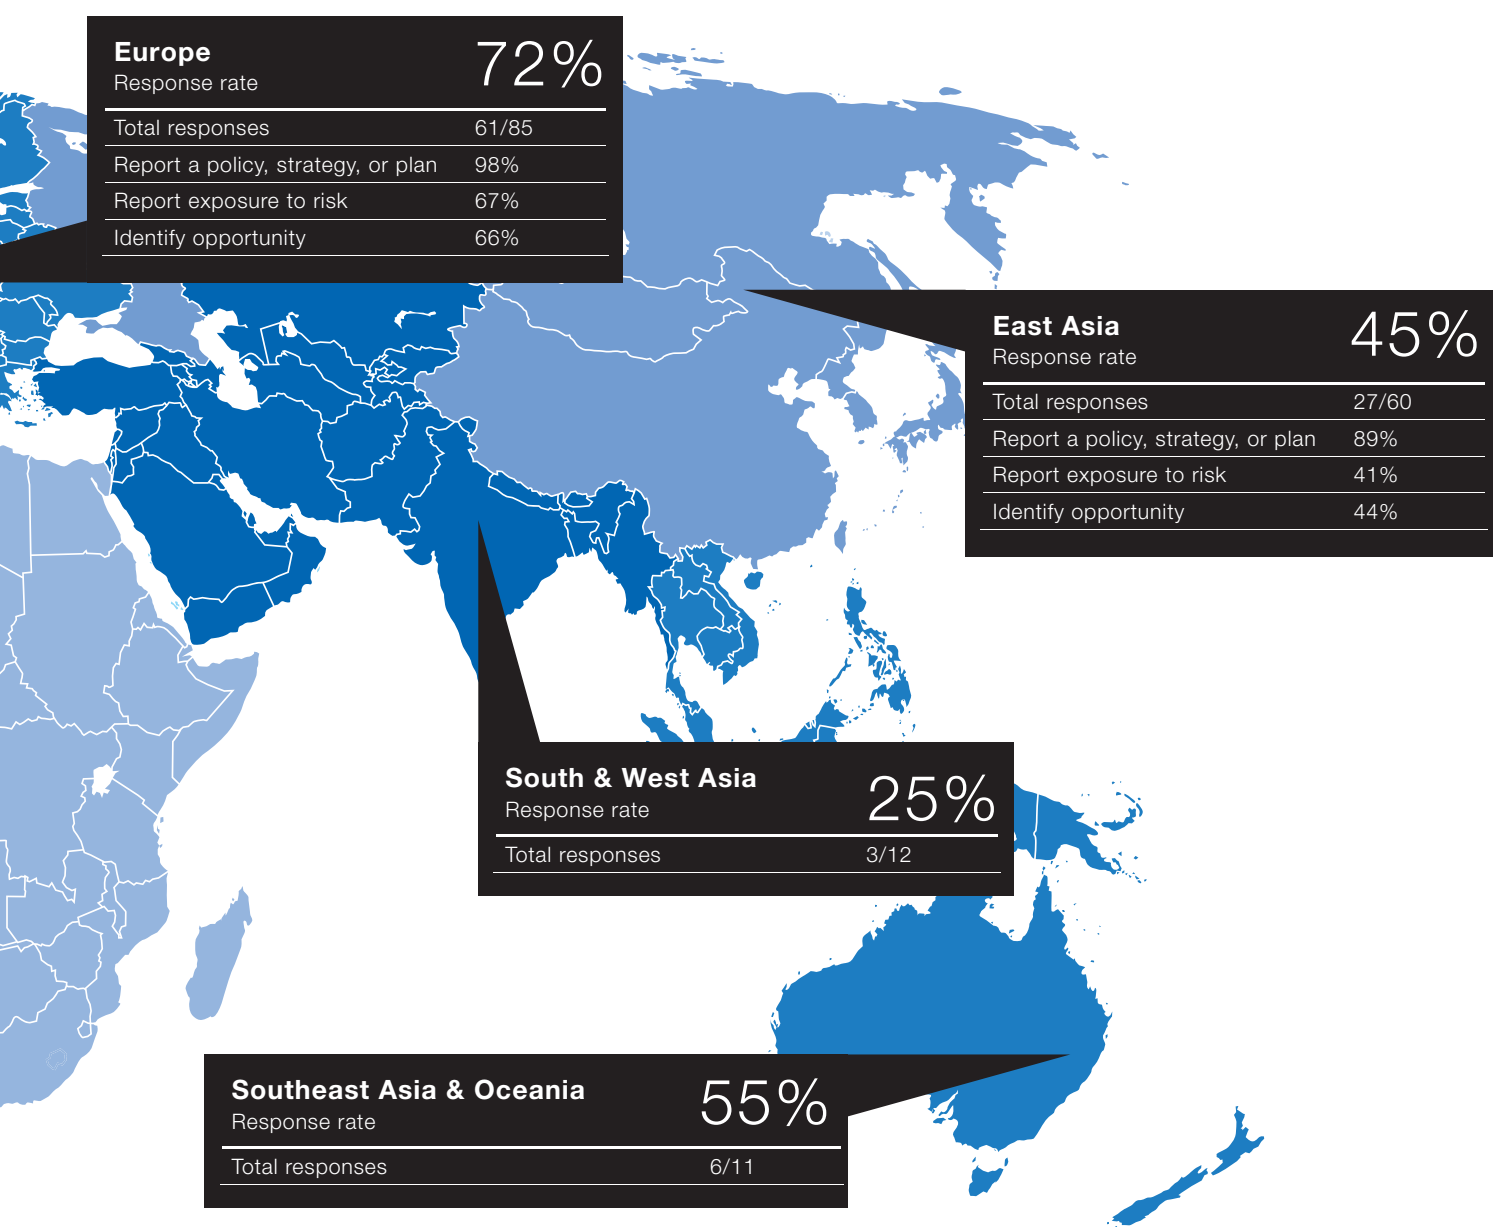 Europe
Response rate
72%
Total responses 61/85
Report a policy, strategy, or plan 98%
Report exposure to risk 67%
Identify opportunity 66%
East Asia
Response rate
45%
Total responses 27/60
Report a policy, strategy, or plan 89%
Report exposure to risk 41%
Identify opportunity 44%
South & West Asia
Response rate
25%
Total responses 3/12
Southeast Asia & Oceania
Response rate
55%
Total responses 6/11